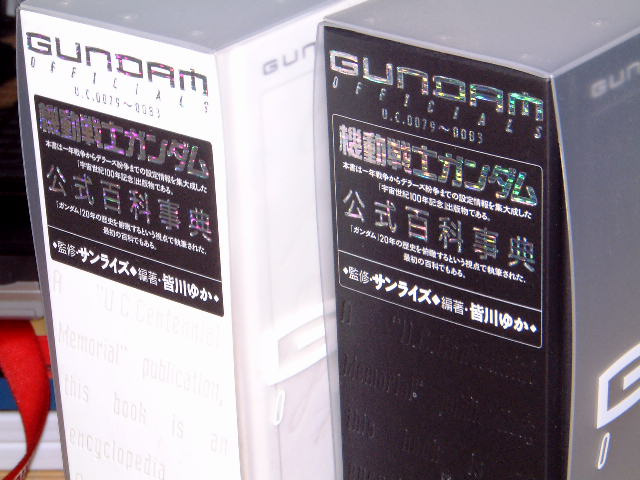 GUNDAM
OFFICIALS
U.C.0079~0083
機動戦士ガンダム
本書は一年戦争からデラーズ紛争までの設定情報を集大成した
「宇宙世紀100年記念」出版物である。
公式百科事典
「ガンダム」20年の歴史を俯瞰するという視点で執筆された、
最初の百科でもある。
◆監修・サンライズ◆編著・皆川ゆか◆
A "U.C.Centennial
Memorial" publication,
this book is an
encyclopedia
GUN
G
O
GUNDAM
OFFICIALS
U.C.0079~0083
機動戦士ガンダム
本書は一年戦争からデラーズ紛争までの設定情報を集大成した
「宇宙世紀100年記念」出版物である。
公式百科事典
「ガンダム」20年の歴史を俯瞰するという視点で執筆された、
最初の百科でもある。
◆監修・サンライズ◆編著・皆川ゆか◆
GUN
G
O